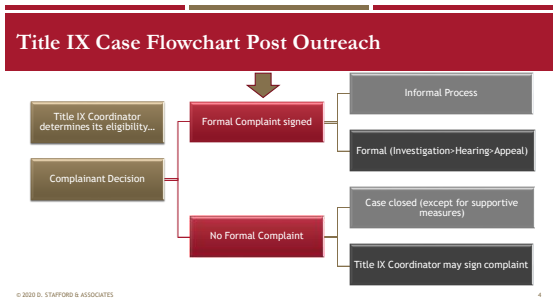 Title IX Case Flowchart Post Outreach
Title IX Coordinator
determines its eligibility…
Complainant Decision
Formal Complaint signed
Informal Process
Formal (Investigation>Hearing>Appeal)
No Formal Complaint
Case closed (except for supportive
measures)
Title IX Coordinator may sign complaint
© 2020 D. STAFFORD & ASSOCIATES
4